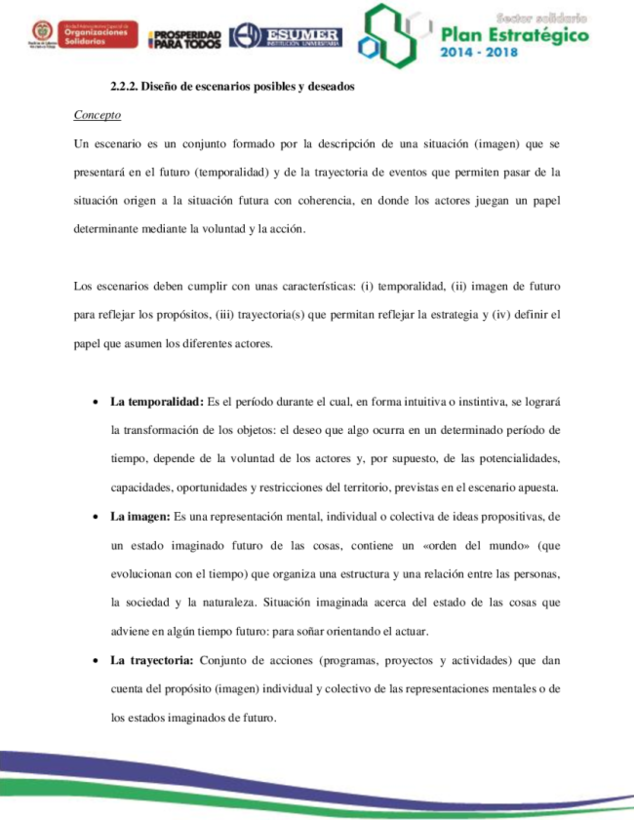 Unidad Administrativa Especial de
Organizaciones
Solidarias
PROSPERIDAD
PARA TODOS
ESUMER
INSTITUCIÓN UNIVERSITARIA
Sector solidario
Plan Estratégico
2014 - 2018
2.2.2. Diseño de escenarios posibles y deseados
Concepto
Un escenario es un conjunto formado por la descripción de una situación (imagen) que se
presentará en el futuro (temporalidad) y de la trayectoria de eventos que permiten pasar de la
situación origen a la situación futura con coherencia, en donde los actores juegan un papel
determinante mediante la voluntad y la acción.
Los escenarios deben cumplir con unas características: (i) temporalidad, (ii) imagen de futuro
para reflejar los propósitos, (iii) trayectoria(s) que permitan reflejar la estrategia y (iv) definir el
papel que asumen los diferentes actores.
• La temporalidad: Es el período durante el cual, en forma intuitiva o instintiva, se logrará
la transformación de los objetos: el deseo que algo ocurra en un determinado período de
tiempo, depende de la voluntad de los actores y, por supuesto, de las potencialidades,
capacidades, oportunidades y restricciones del territorio, previstas en el escenario apuesta.
• La imagen: Es una representación mental, individual o colectiva de ideas propositivas, de
un estado imaginado futuro de las cosas, contiene un «orden del mundo» (que
evolucionan con el tiempo) que organiza una estructura y una relación entre las personas,
la sociedad y la naturaleza. Situación imaginada acerca del estado de las cosas que
adviene en algún tiempo futuro: para soñar orientando el actuar.
• La trayectoria: Conjunto de acciones (programas, proyectos y actividades) que dan
cuenta del propósito (imagen) individual y colectivo de las representaciones mentales o de
los estados imaginados de futuro.